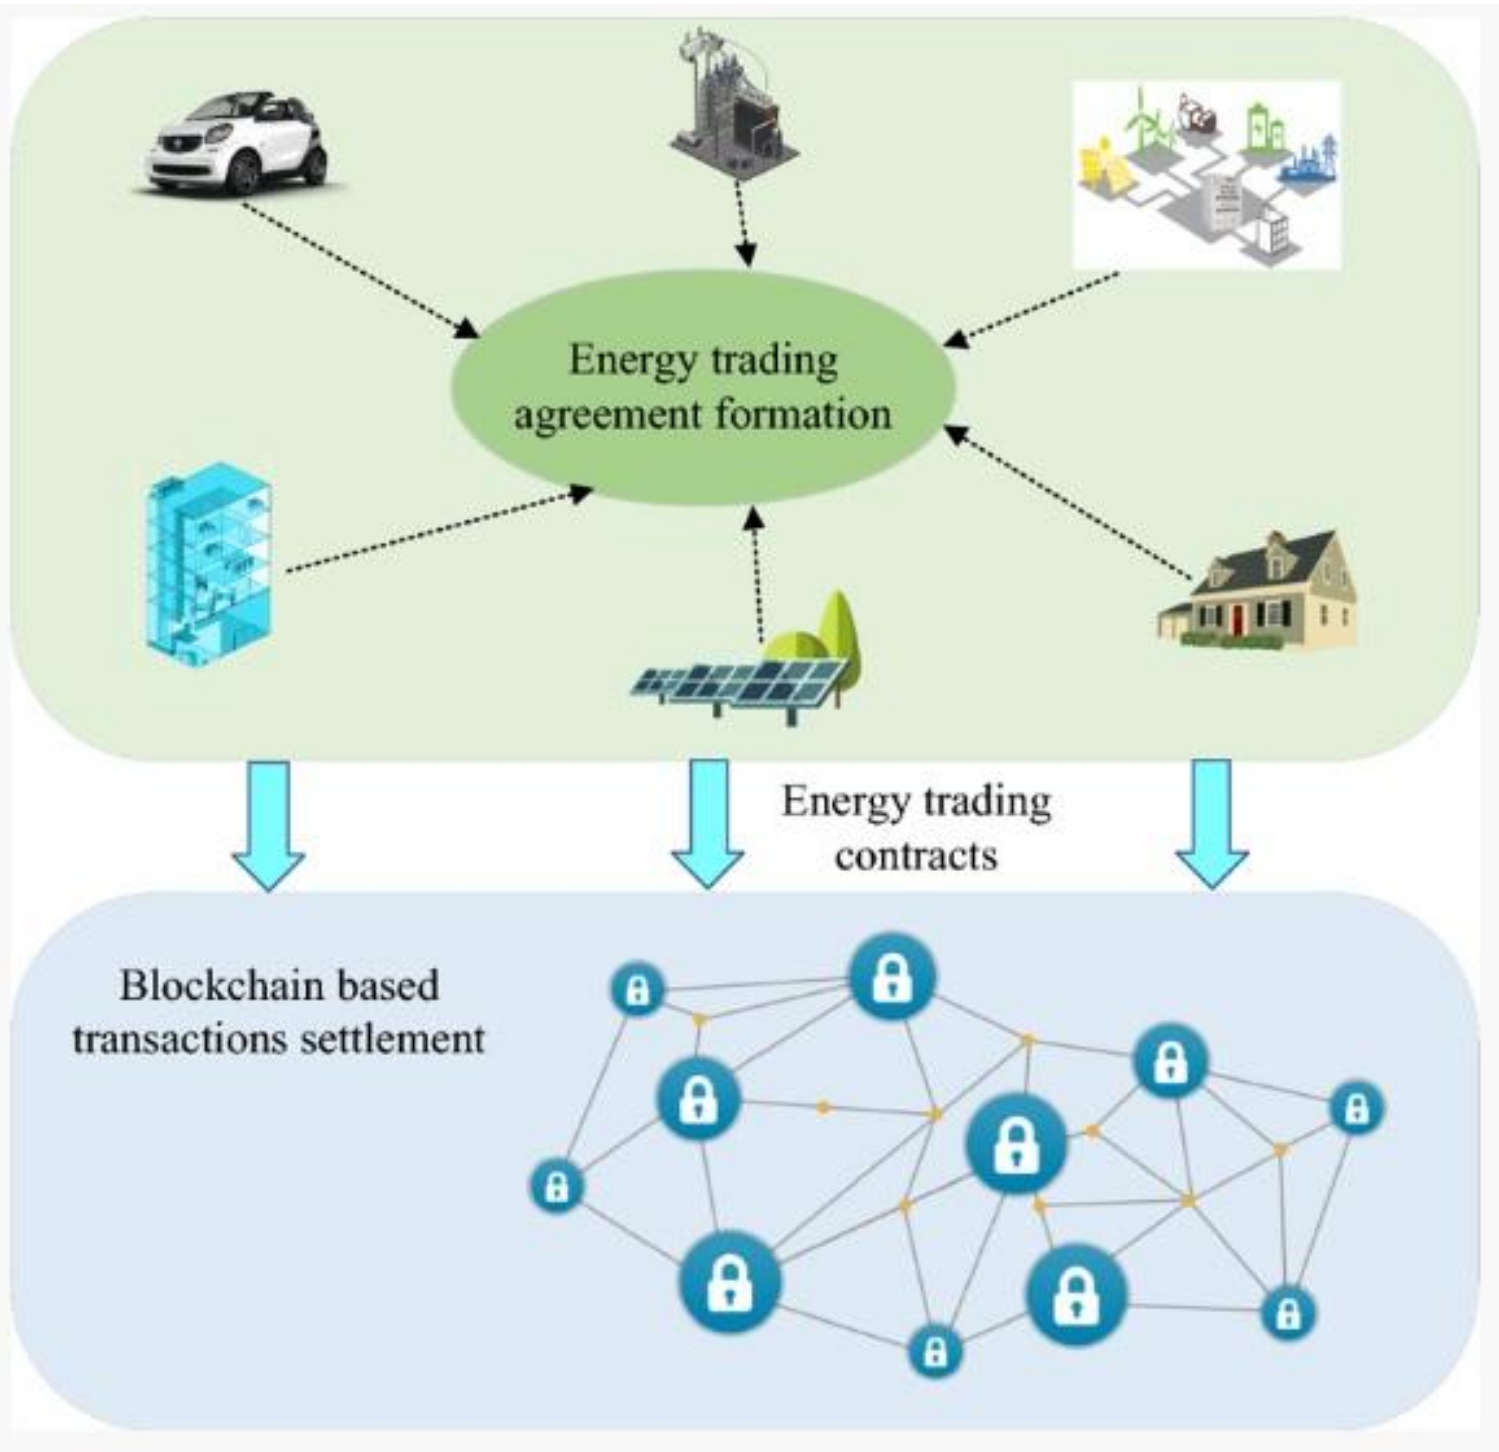 Energy trading
agreement formation
Energy trading
contracts
Blockchain based
transactions settlement